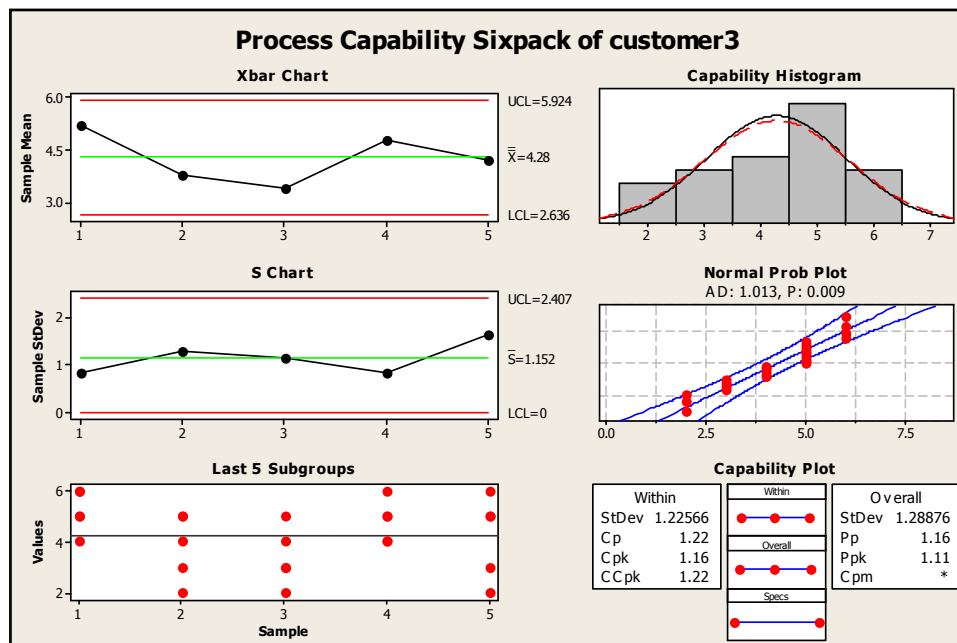 Process Capability Sixpack of customer3
Xbar Chart
Sample Mean
6.0
4.5
3.0
1 2 3 4 5
UCL=5.924
X=4.28
LCL=2.636
Capability Histogram
2 3 4 5 6 7
S Chart
Sample StDev
2
1
0
1 2 3 4 5
UCL=2.407
S=1.152
LCL=0
Normal Prob Plot
AD: 1.013, P: 0.009
0.0 2.5 5.0 7.5
Last 5 Subgroups
Values
6
4
2
1 2 3 4 5
Sample
Capability Plot
Within
StDev 1.22566
Cp 1.22
Cpk 1.16
CCpk 1.22
Within
Overall
Specs
Overall
StDev 1.28876
Pp 1.16
Ppk 1.11
Cpm *